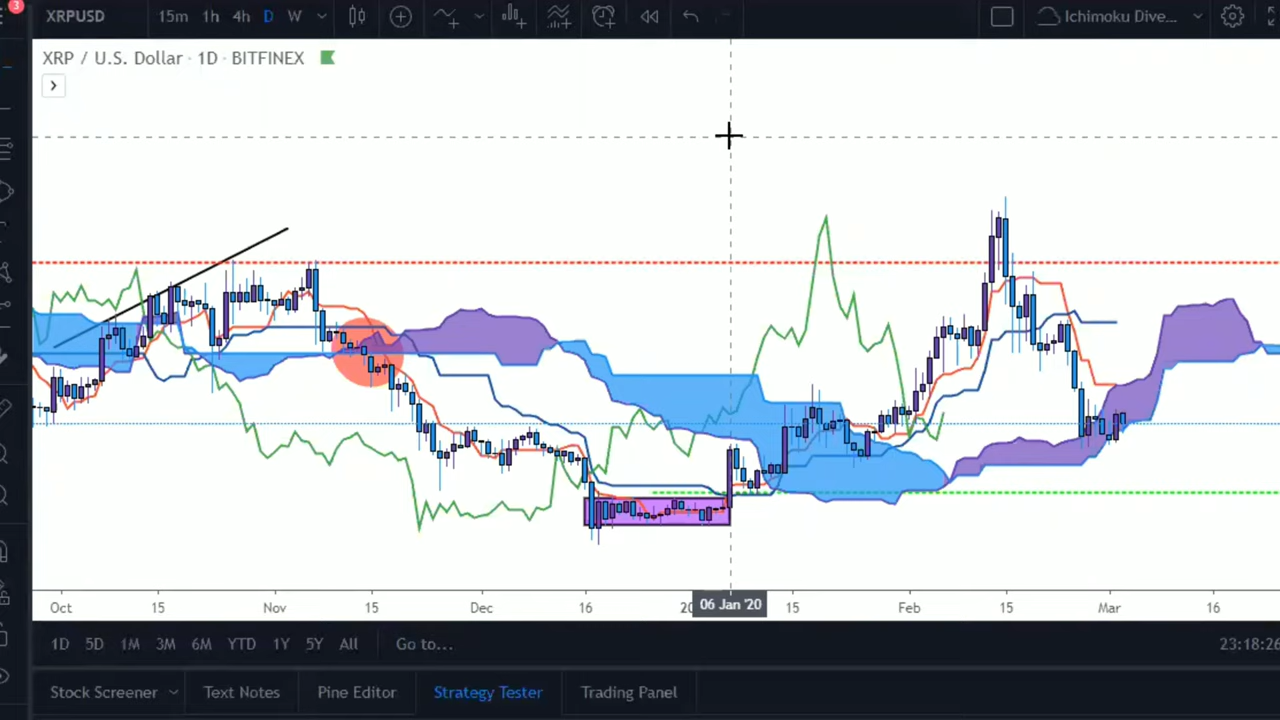 3
XRPUSD 15m 1h 4h D W Ichimoku Dive...
XRP / U.S. Dollar · 1D · BITFINEX
Oct 15 Nov 15 Dec 16 20 06 Jan '20 15 Feb 15 Mar 16
1D 5D 1M 3M 6M YTD 1Y 5Y All Go to... 23:18:26
Stock Screener Text Notes Pine Editor Strategy Tester Trading Panel